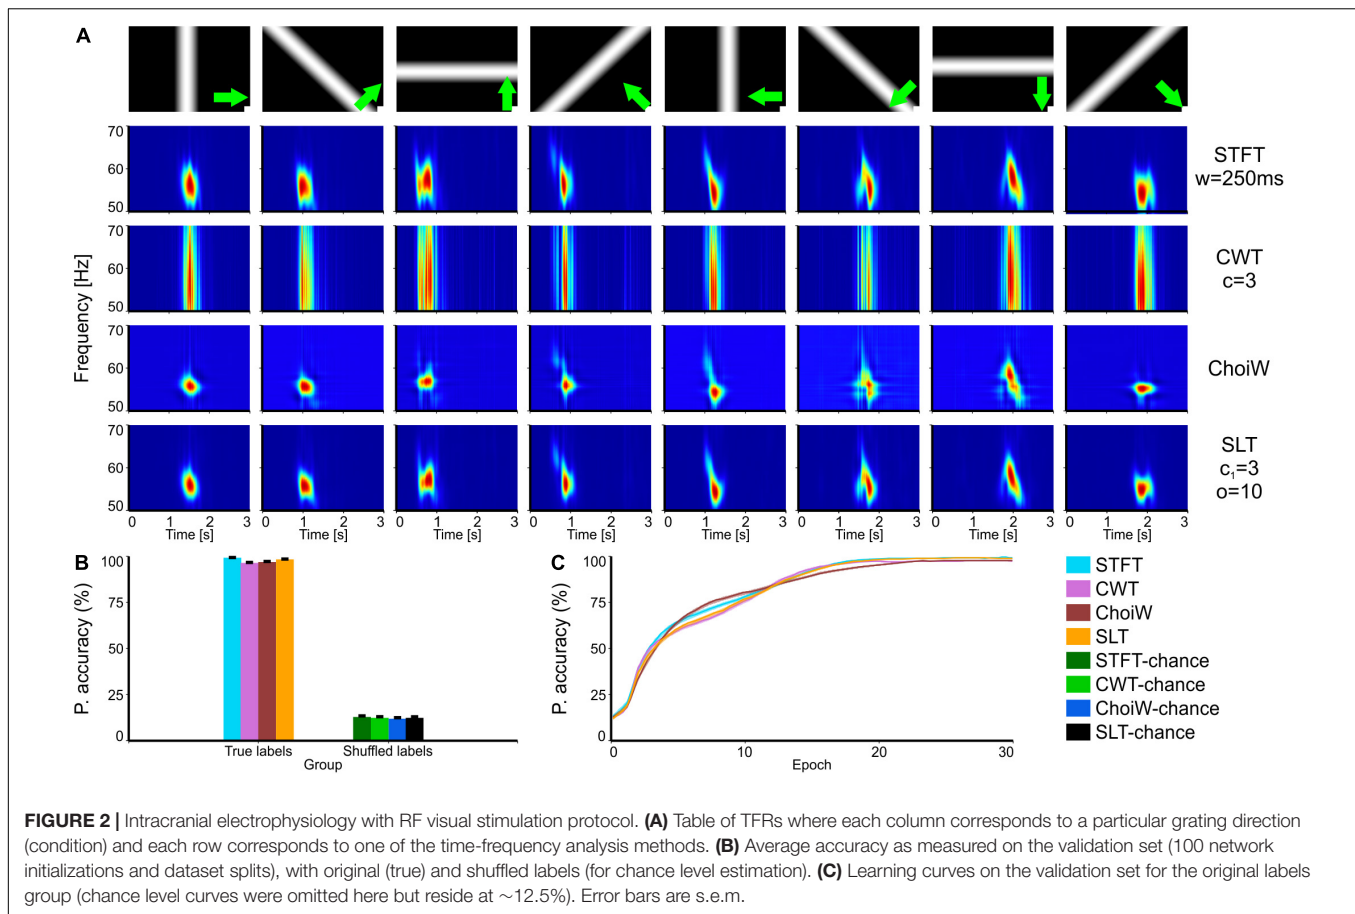 A
70
60
50
STFT
w=250ms
70
60
50
CWT
c=3
Frequency [Hz]
70
60
50
ChoiW
70
60
50
SLT
c₁=3
o=10
0 1 2 3 0 1 2 3 0 1 2 3 0 1 2 3 0 1 2 3 0 1 2 3 0 1 2 3 0 1 2 3
Time [s] Time [s] Time [s] Time [s] Time [s] Time [s] Time [s] Time [s]
B
P. accuracy (%)
100
75
50
25
0
True labels Shuffled labels
Group
C
P. accuracy (%)
100
75
50
25
0
0 10 20 30
Epoch
STFT
CWT
ChoiW
SLT
STFT-chance
CWT-chance
ChoiW-chance
SLT-chance
FIGURE 2 | Intracranial electrophysiology with RF visual stimulation protocol. (A) Table of TFRs where each column corresponds to a particular grating direction
(condition) and each row corresponds to one of the time-frequency analysis methods. (B) Average accuracy as measured on the validation set (100 network
initializations and dataset splits), with original (true) and shuffled labels (for chance level estimation). (C) Learning curves on the validation set for the original labels
group (chance level curves were omitted here but reside at ∼12.5%). Error bars are s.e.m.